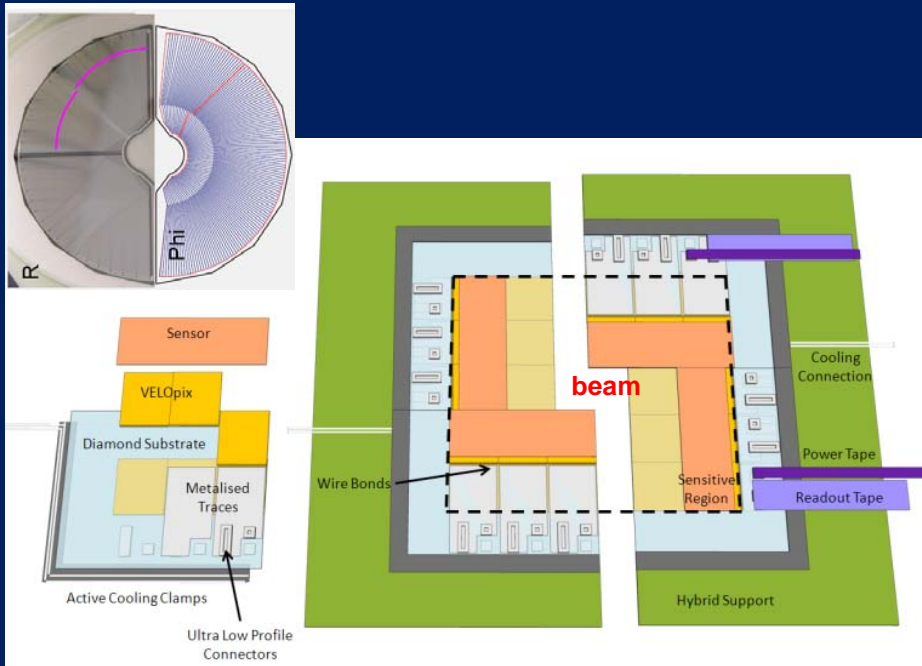 R
Phi
Sensor
VELOpix
Diamond Substrate
Metalised
Traces
Active Cooling Clamps
Ultra Low Profile
Connectors
beam
Wire Bonds
Sensitive
Region
Cooling
Connection
Power Tape
Readout Tape
Hybrid Support